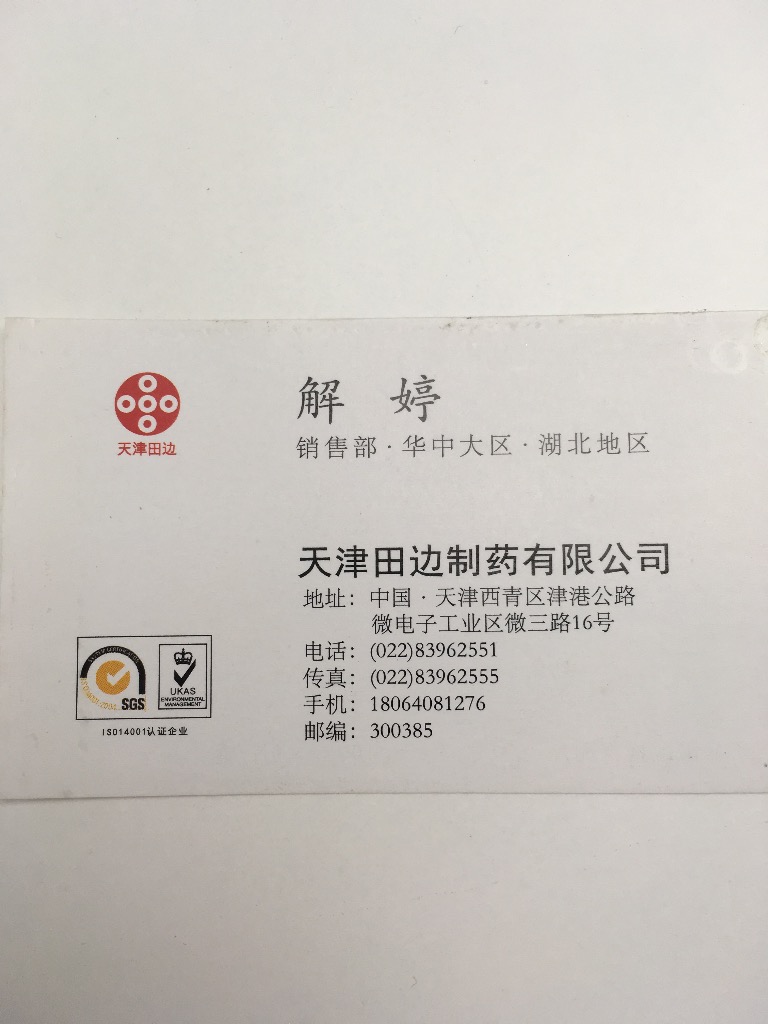 天津田边
解 婷
销售部·华中大区·湖北地区
天津田边制药有限公司
地址：中国·天津西青区津港公路
微电子工业区微三路16号
电话：(022)83962551
传真：(022)83962555
手机：18064081276
邮编：300385
SGS
UKAS
ENVIRONMENTAL
MANAGEMENT
ISO14001认证企业